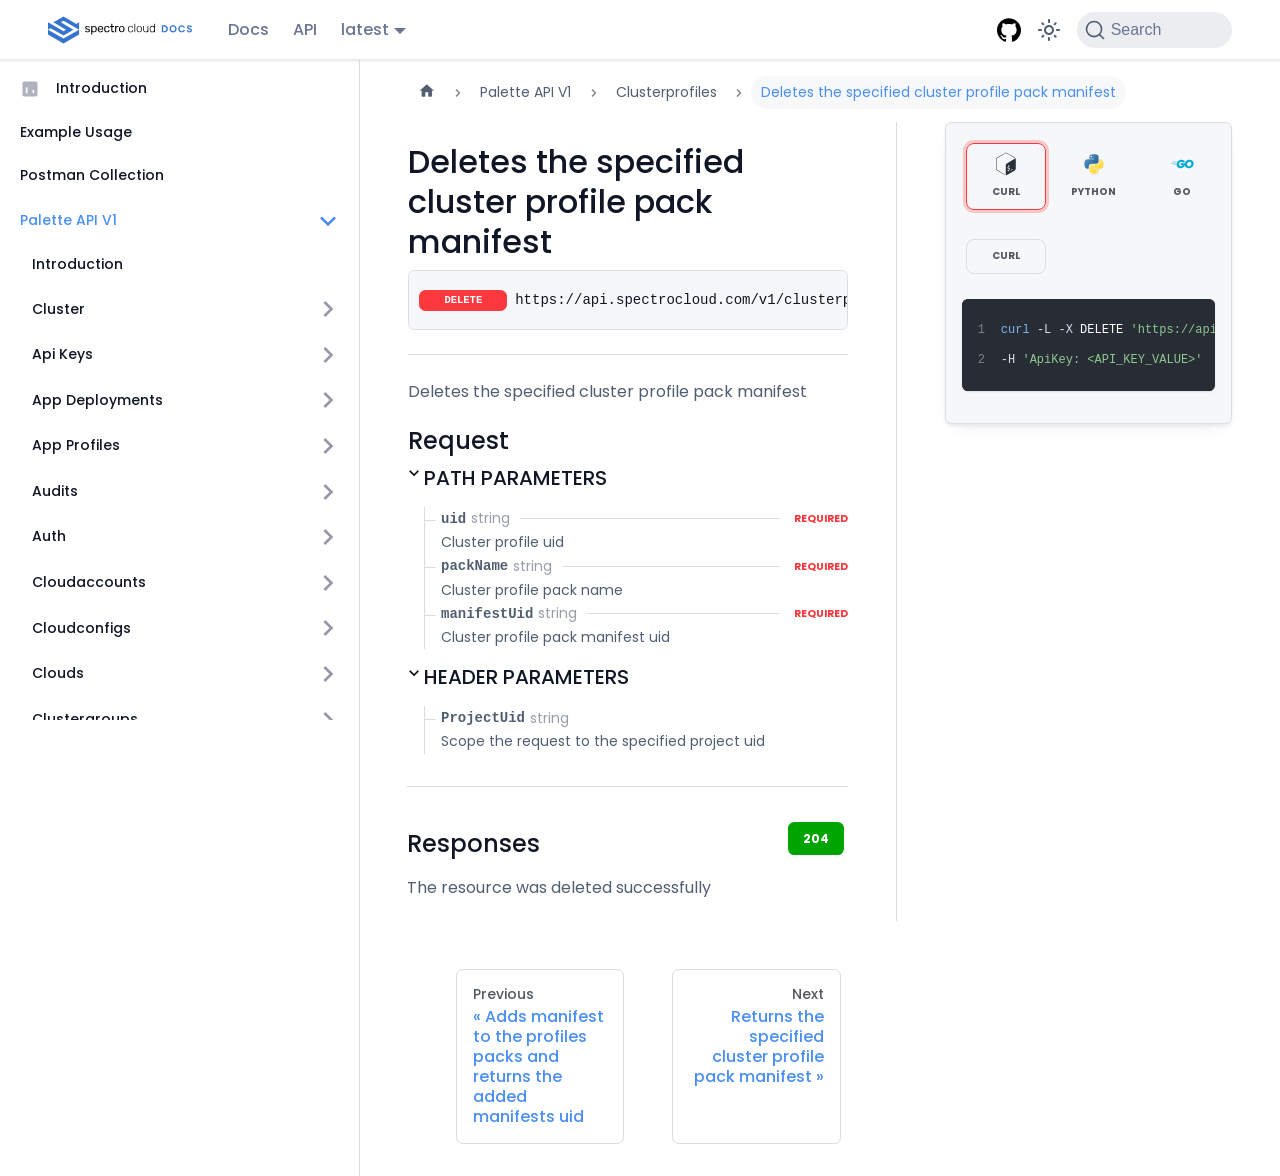 spectro cloud DOCS
Docs
API
latest
Search
Introduction
Example Usage
Postman Collection
Palette API V1
Introduction
Cluster
Api Keys
App Deployments
App Profiles
Audits
Auth
Cloudaccounts
Cloudconfigs
Clouds
Clustergroups
Palette API V1
Clusterprofiles
Deletes the specified cluster profile pack manifest
Deletes the specified
cluster profile pack
manifest
DELETE https://api.spectrocloud.com/v1/clusterp
Deletes the specified cluster profile pack manifest
Request
PATH PARAMETERS
uid string REQUIRED
Cluster profile uid
packName string REQUIRED
Cluster profile pack name
manifestUid string REQUIRED
Cluster profile pack manifest uid
HEADER PARAMETERS
ProjectUid string
Scope the request to the specified project uid
Responses
204
The resource was deleted successfully
Previous
« Adds manifest
to the profiles
packs and
returns the
added
manifests uid
Next
Returns the
specified
cluster profile
pack manifest »
CURL
PYTHON
GO
CURL
1 curl -L -X DELETE 'https://api
2 -H 'ApiKey: <API_KEY_VALUE>'